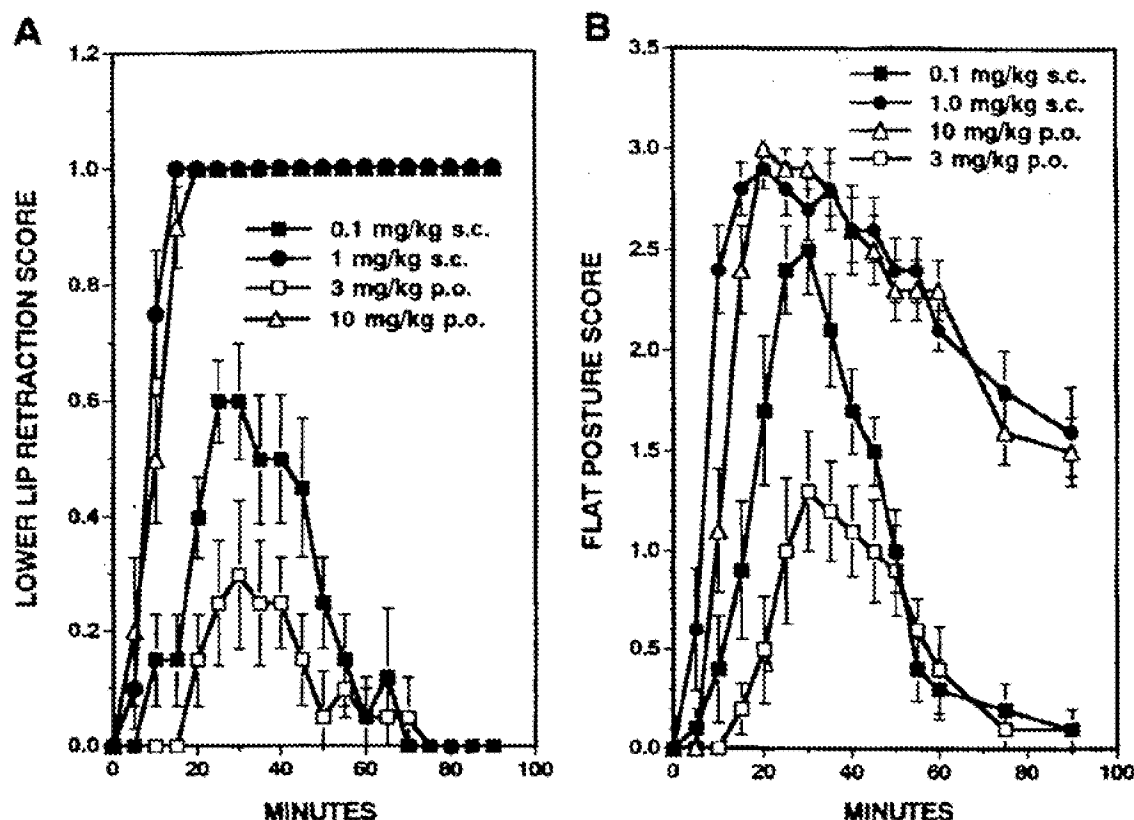 A
LOWER LIP RETRACTION SCORE
1.2
1.0
0.8
0.6
0.4
0.2
0.0
0.1 mg/kg s.c.
1 mg/kg s.c.
3 mg/kg p.o.
10 mg/kg p.o.
0 20 40 60 80 100
MINUTES
B
FLAT POSTURE SCORE
3.5
3.0
2.5
2.0
1.5
1.0
0.5
0.0
0.1 mg/kg s.c.
1.0 mg/kg s.c.
10 mg/kg p.o.
3 mg/kg p.o.
0 20 40 60 80 100
MINUTES